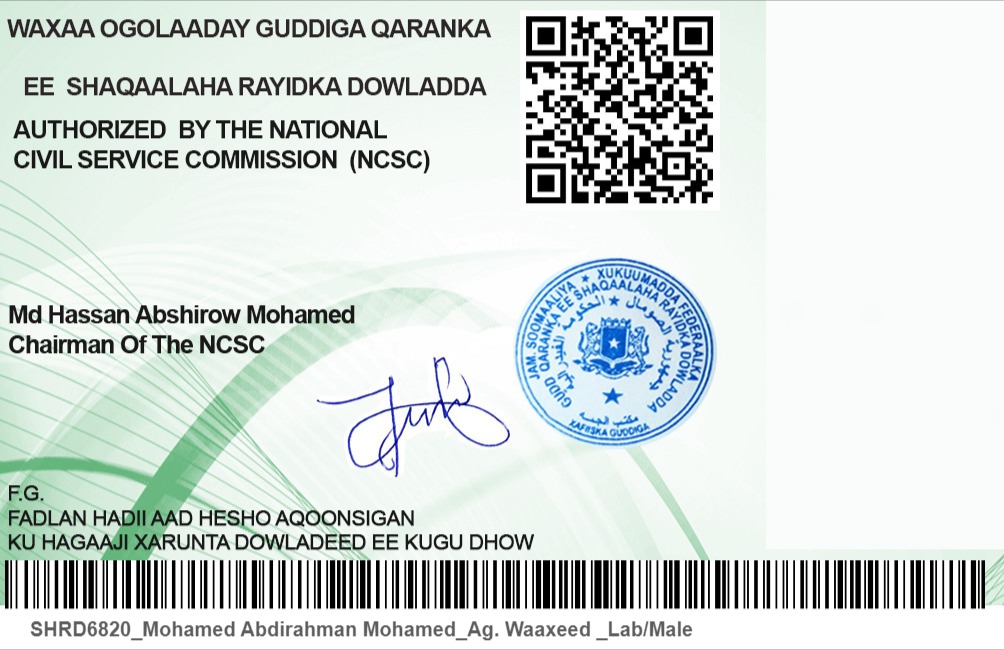 WAXAA OGOLAADAY GUDDIGA QARANKA
EE SHAQAALAHA RAYIDKA DOWLADDA
AUTHORIZED BY THE NATIONAL
CIVIL SERVICE COMMISSION (NCSC)
Md Hassan Abshirow Mohamed
Chairman Of The NCSC
JAM. SOOMAALIYA ★ XUKUUMADDA FEDERAALKA
GUDD QARANKA EE SHAQAALAHA RAYIDKA DOWLADDA
XAFIISKA GUDDIGA
F.G.
FADLAN HADII AAD HESHO AQOONSIGAN
KU HAGAAJI XARUNTA DOWLADEED EE KUGU DHOW
SHRD6820_Mohamed Abdirahman Mohamed_Ag. Waaxeed _Lab/Male